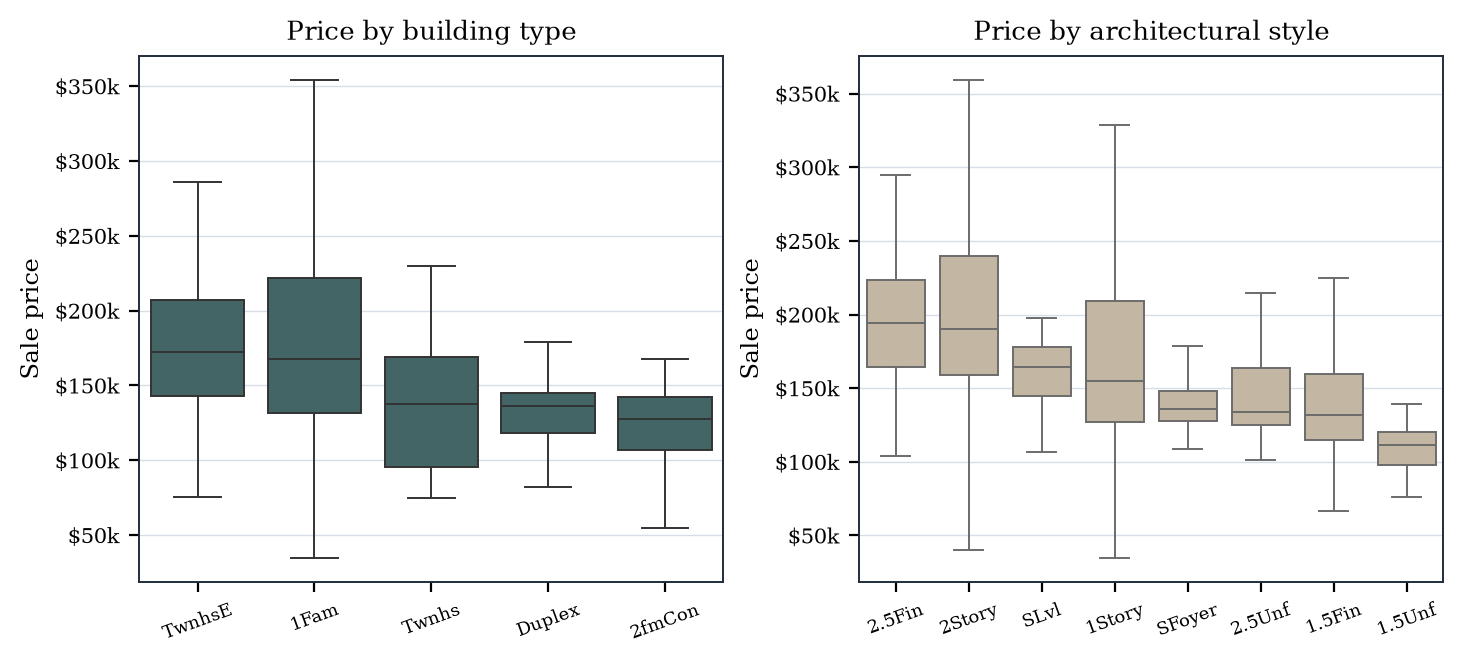 Price by building type
Sale price
$350k
$300k
$250k
$200k
$150k
$100k
$50k
TwnhsE
1Fam
Twnhs
Duplex
2fmCon
Price by architectural style
Sale price
$350k
$300k
$250k
$200k
$150k
$100k
$50k
2.5Fin
2Story
SLvl
1Story
SFoyer
2.5Unf
1.5Fin
1.5Unf